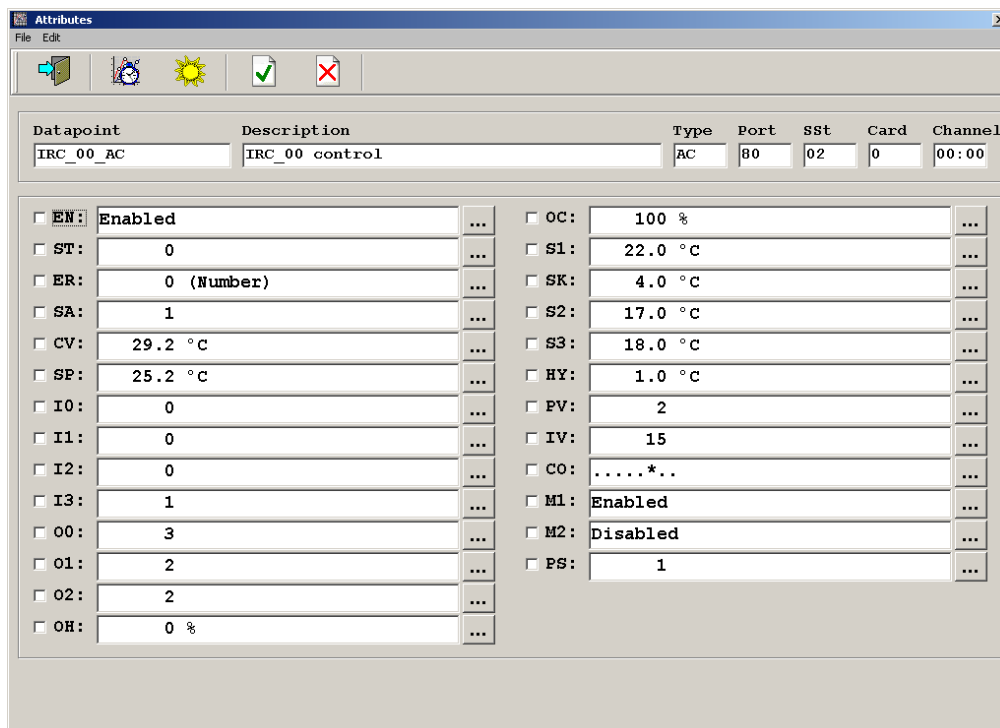 Attributes
File Edit
Datapoint Description Type Port SSt Card Channel
IRC_00_AC IRC_00 control AC 80 02 0 00:00
EN: Enabled ...
ST: 0 ...
ER: 0 (Number) ...
SA: 1 ...
CV: 29.2 °C ...
SP: 25.2 °C ...
I0: 0 ...
I1: 0 ...
I2: 0 ...
I3: 1 ...
O0: 3 ...
O1: 2 ...
O2: 2 ...
OH: 0 % ...
OC: 100 % ...
S1: 22.0 °C ...
SK: 4.0 °C ...
S2: 17.0 °C ...
S3: 18.0 °C ...
HY: 1.0 °C ...
PV: 2 ...
IV: 15 ...
CO: .....*.. ...
M1: Enabled ...
M2: Disabled ...
PS: 1 ...